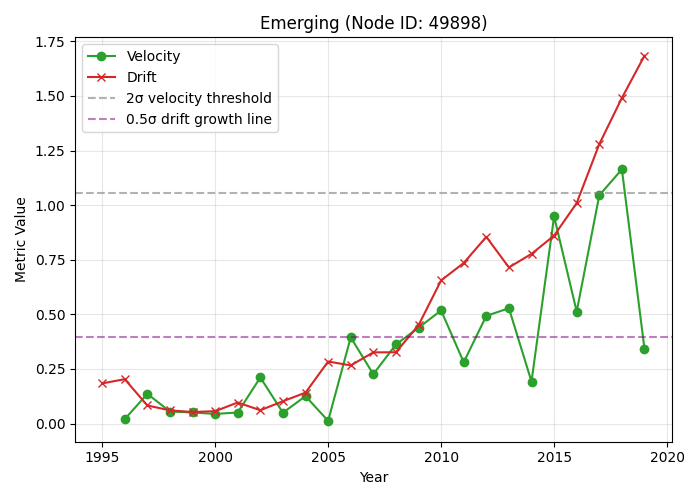 Emerging (Node ID: 49898)
Velocity
Drift
2σ velocity threshold
0.5σ drift growth line
Metric Value
1.75
1.50
1.25
1.00
0.75
0.50
0.25
0.00
1995 2000 2005 2010 2015 2020
Year